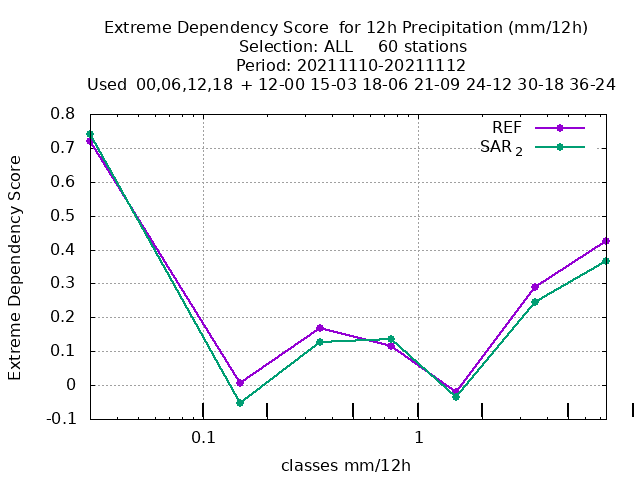 Extreme Dependency Score  for 12h Precipitation (mm/12h)
Selection: ALL     60 stations
Period: 20211110-20211112
Used  00,06,12,18  + 12-00 15-03 18-06 21-09 24-12 30-18 36-24
REF
SAR 2
0.8
0.7
0.6
0.5
0.4
0.3
0.2
0.1
0
-0.1
Extreme Dependency Score
0.1 1
classes mm/12h